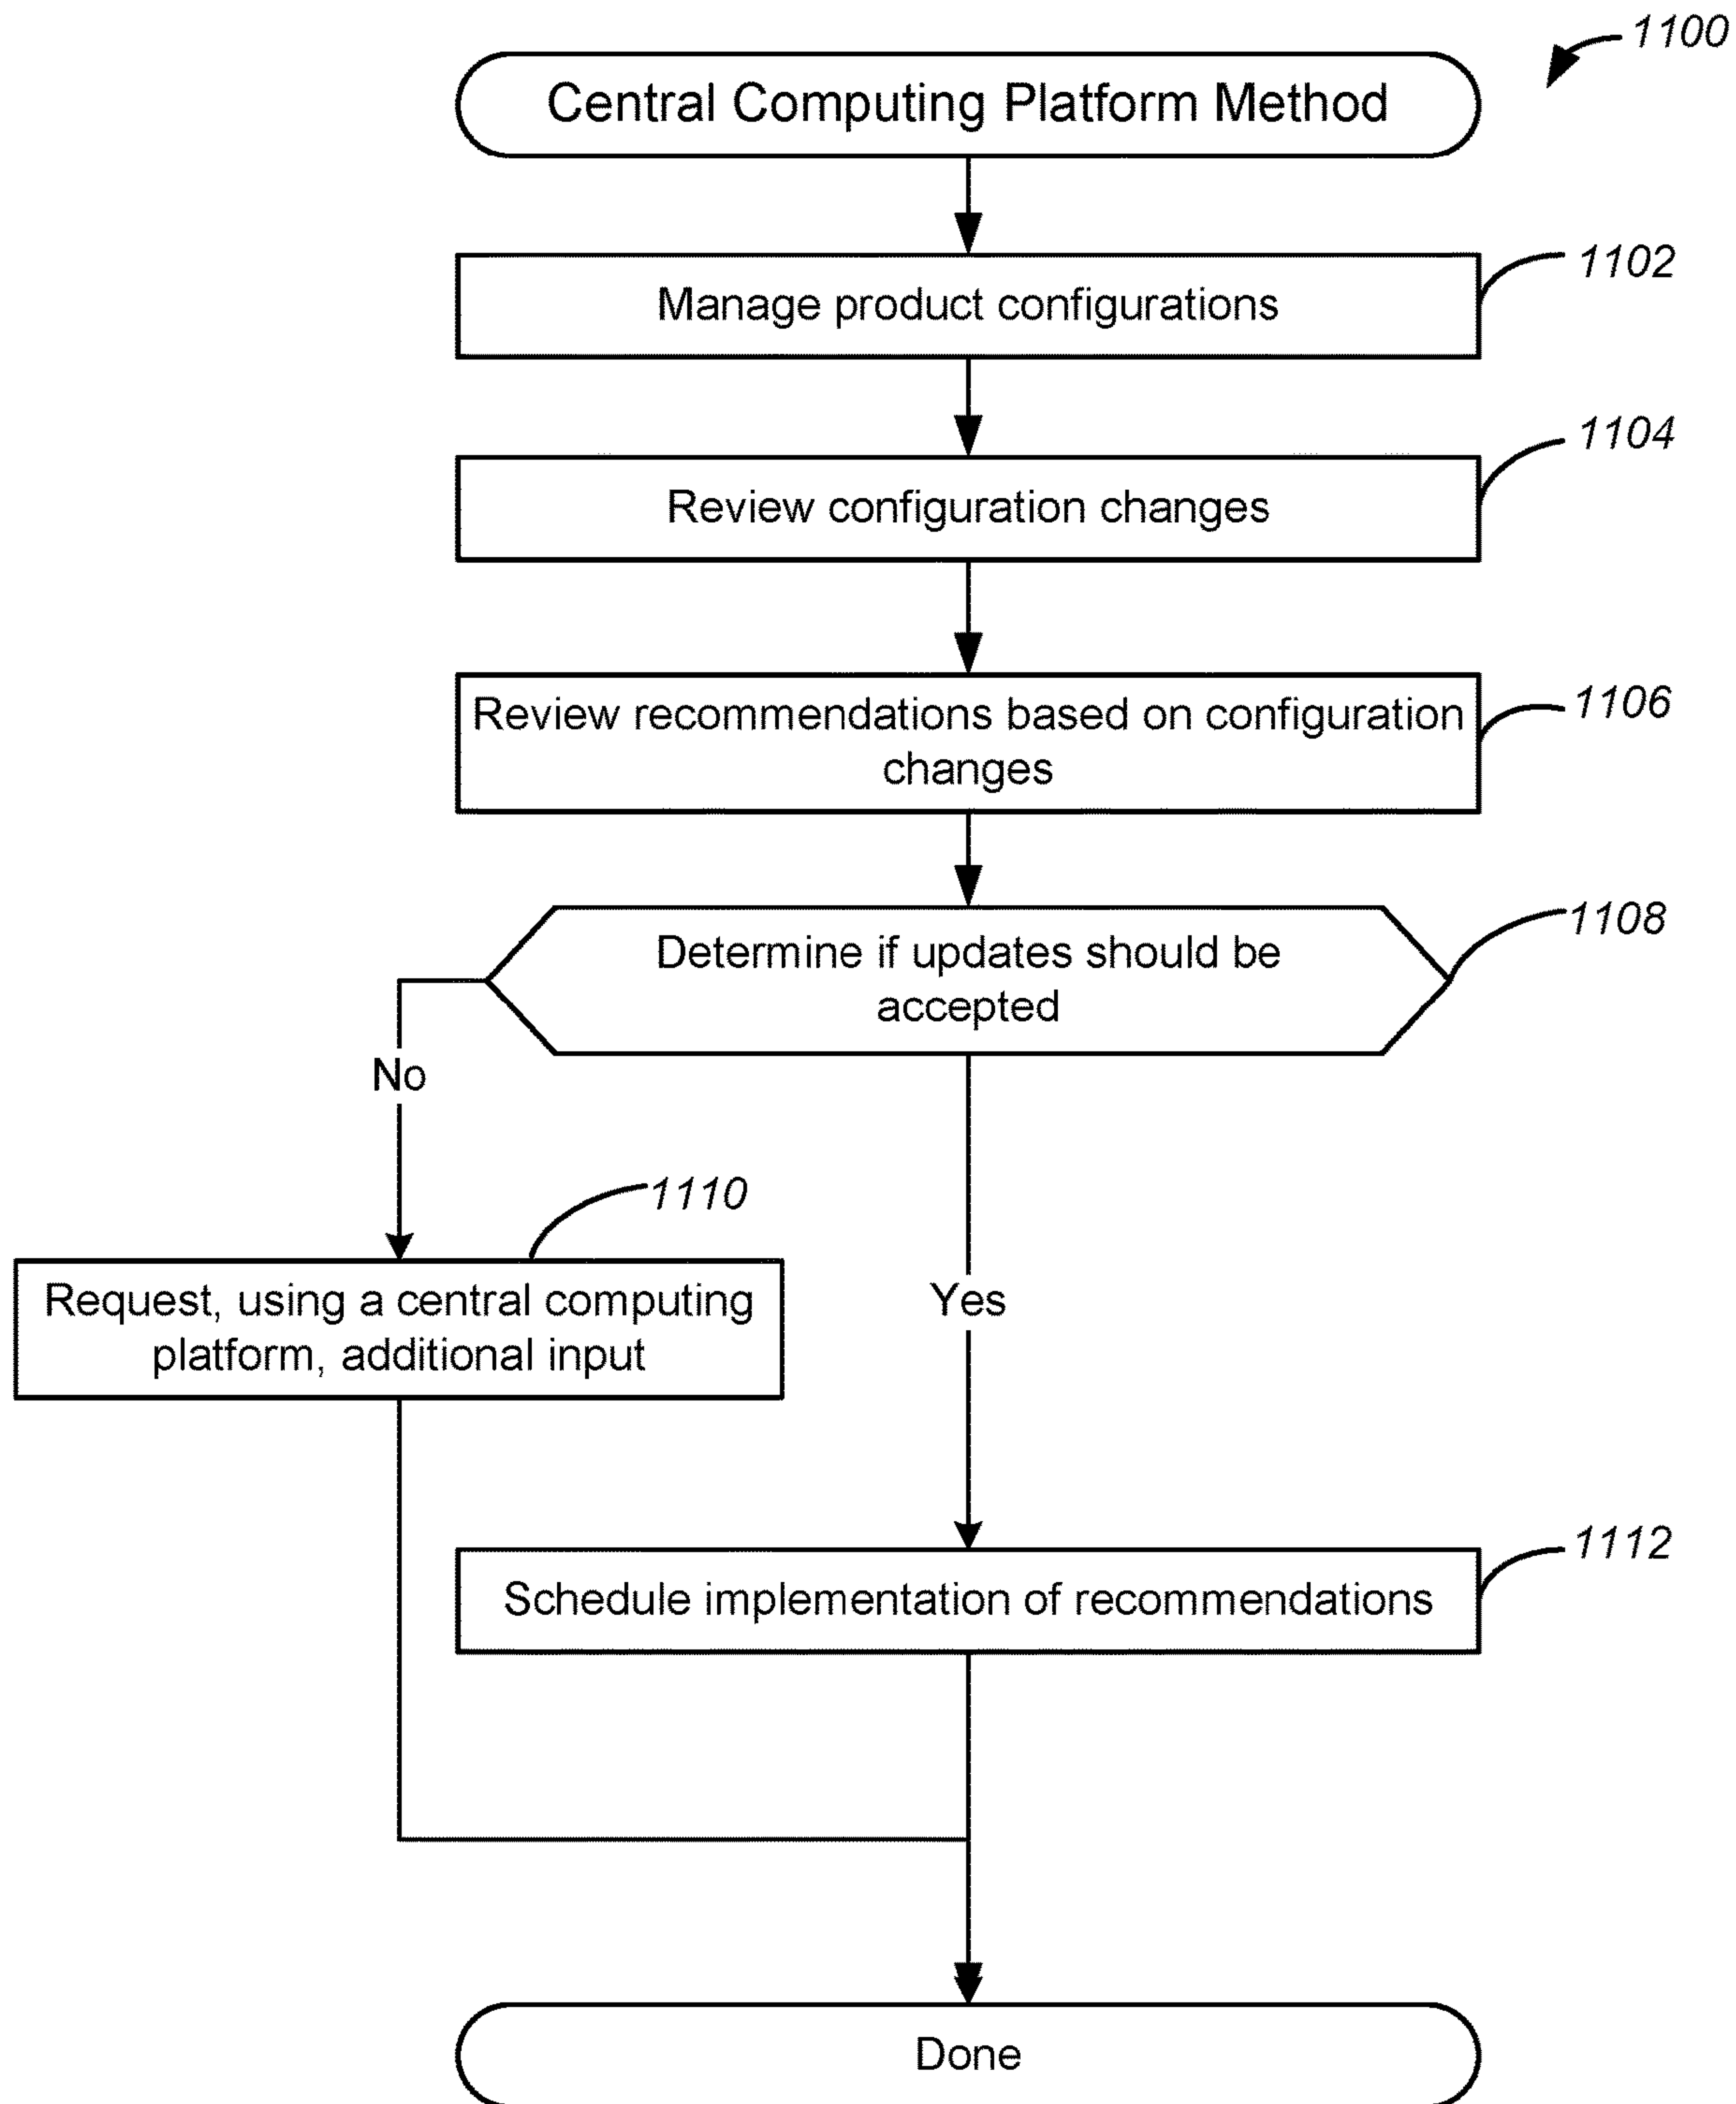 1100
Central Computing Platform Method
1102
Manage product configurations
1104
Review configuration changes
1106
Review recommendations based on configuration
changes
1108
Determine if updates should be
accepted
No
1110
Request, using a central computing
platform, additional input
Yes
1112
Schedule implementation of recommendations
Done